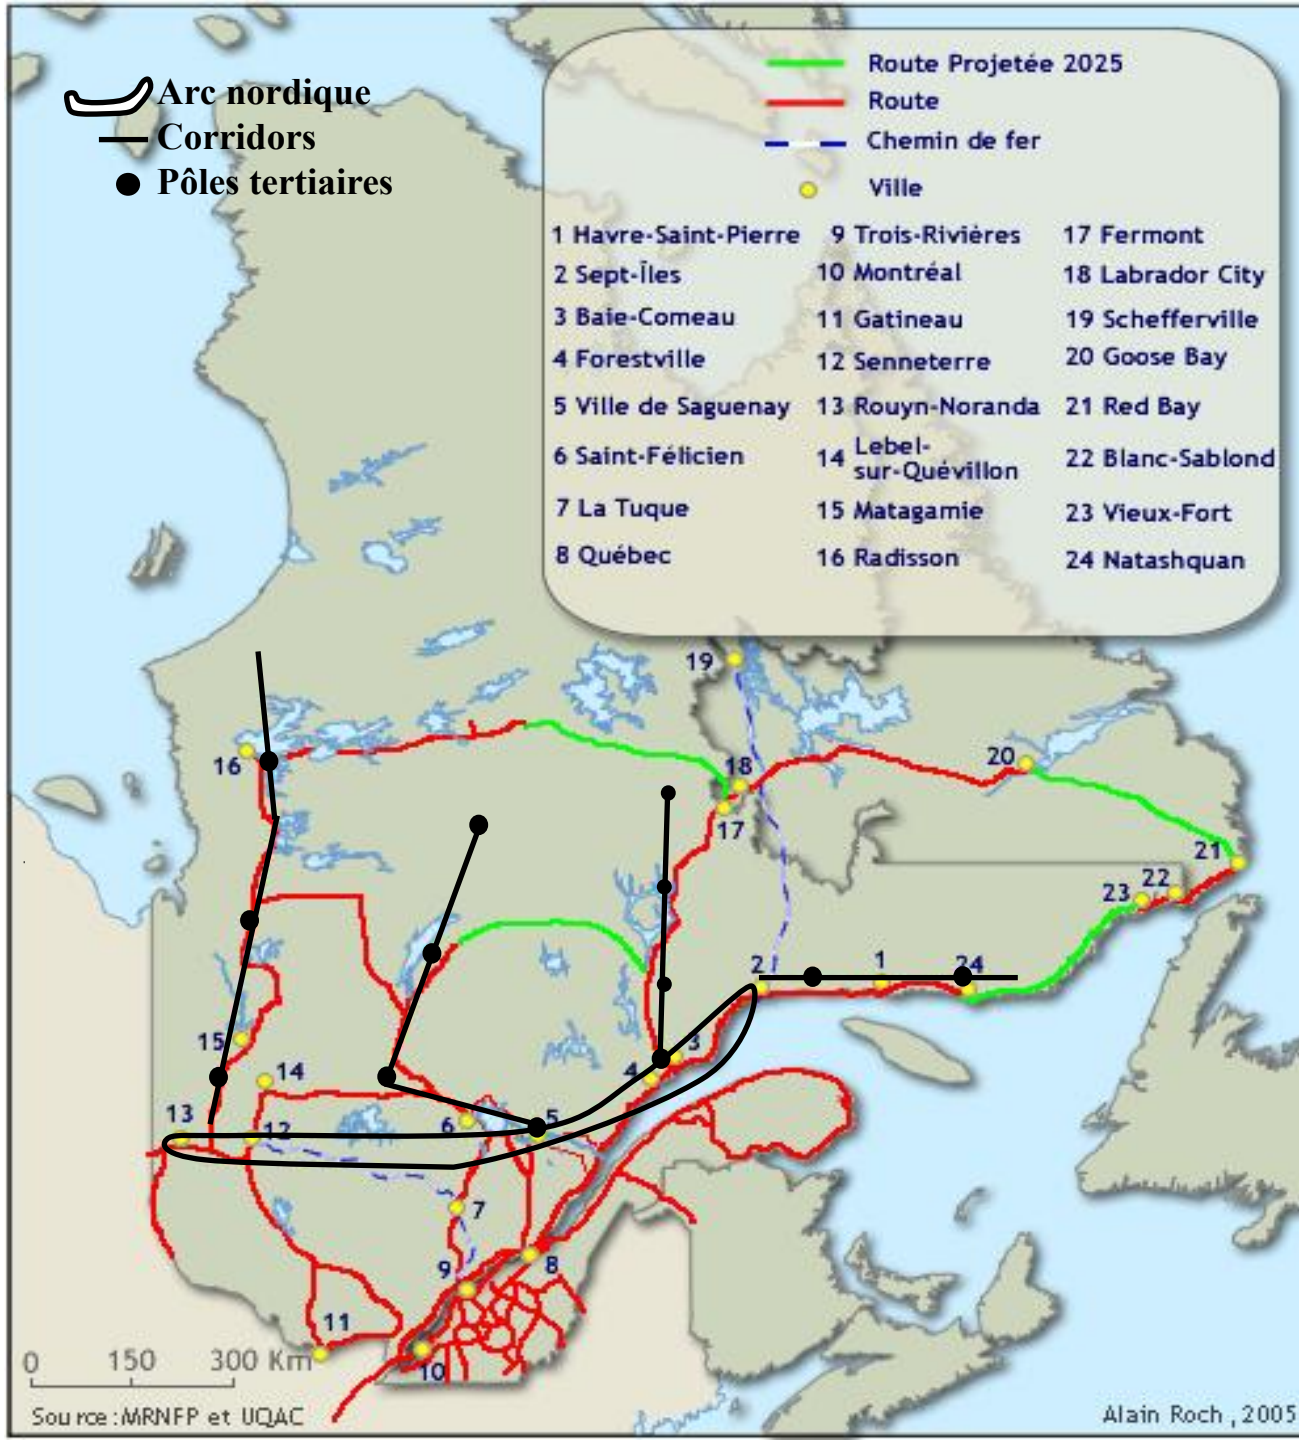 Arc nordique
Corridors
Pôles tertiaires
Route Projetée 2025
Route
Chemin de fer
Ville
1 Havre-Saint-Pierre
2 Sept-Îles
3 Baie-Comeau
4 Forestville
5 Ville de Saguenay
6 Saint-Félicien
7 La Tuque
8 Québec
9 Trois-Rivières
10 Montréal
11 Gatineau
12 Senneterre
13 Rouyn-Noranda
14 Lebel-
sur-Quévillon
15 Matagamie
16 Radisson
17 Fermont
18 Labrador City
19 Schefferville
20 Goose Bay
21 Red Bay
22 Blanc-Sablond
23 Vieux-Fort
24 Natashquan
19
16
18
20
17
21
23
22
2
1
24
15
14
3
4
13
12
6
5
7
8
9
11
10
0 150 300 Km
Source : MRNFP et UQAC
Alain Roch , 2005